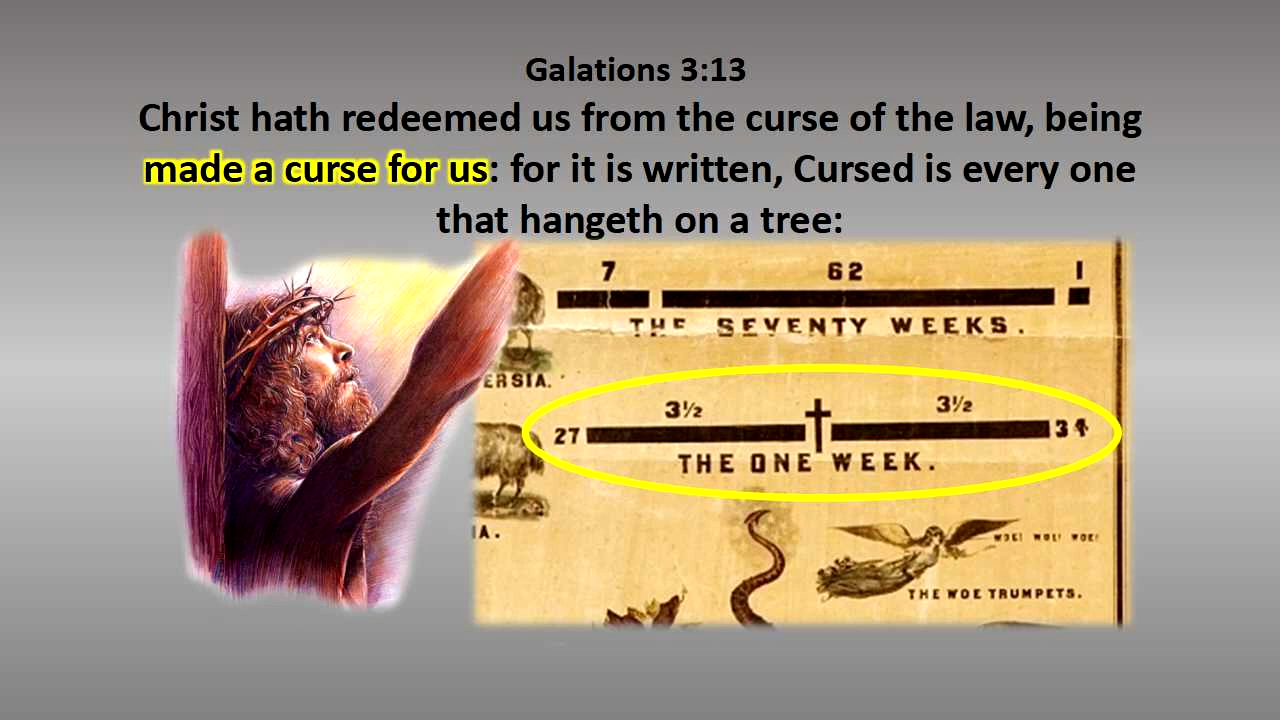 Galations 3:13
Christ hath redeemed us from the curse of the law, being
made a curse for us: for it is written, Cursed is every one
that hangeth on a tree:
7 62 1
THE SEVENTY WEEKS.
ERSIA.
3½ 3½
27 34
THE ONE WEEK.
IA.
WOE! WOE! WOE!
THE WOE TRUMPETS.